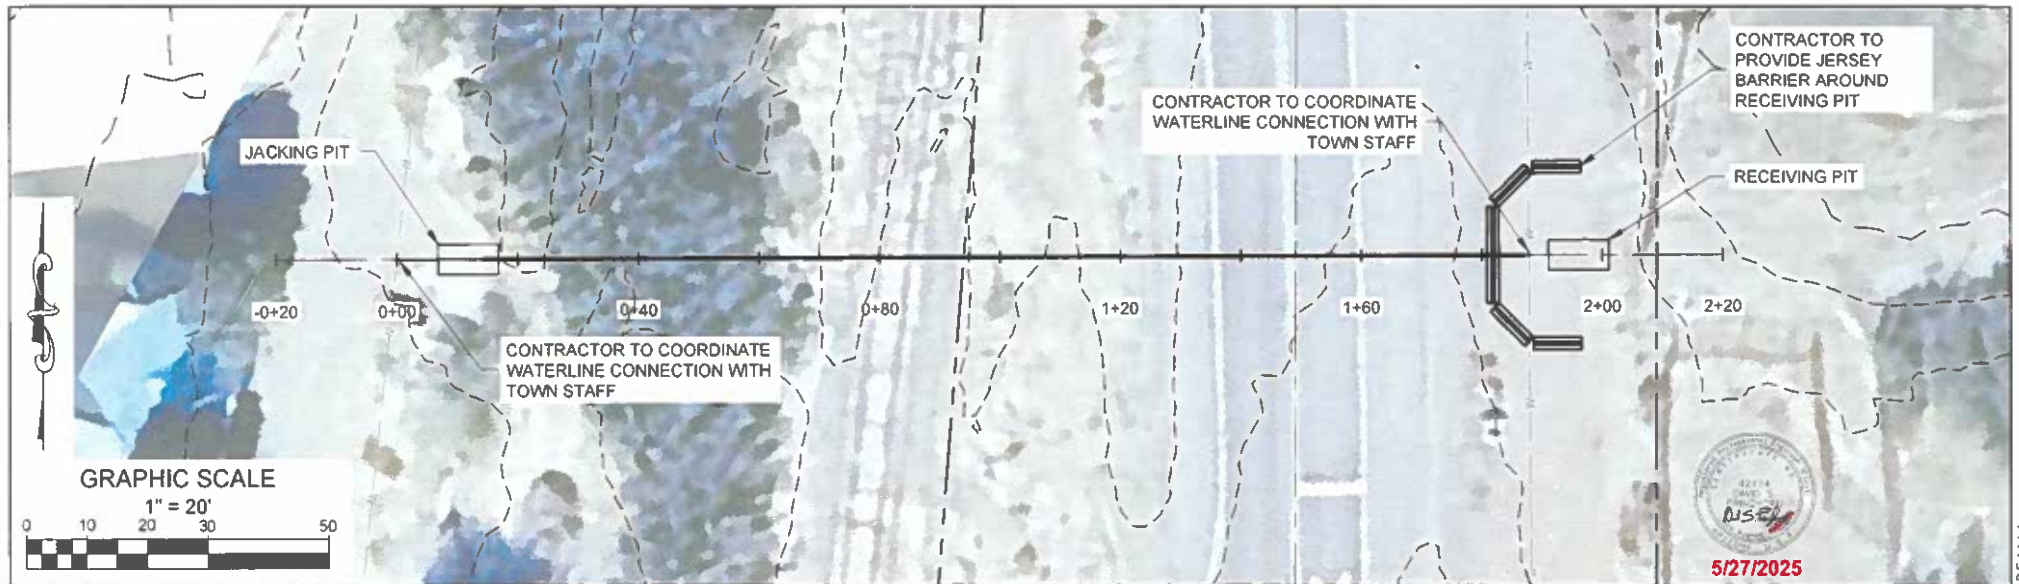 CONTRACTOR TO
PROVIDE JERSEY
BARRIER AROUND
RECEIVING PIT
CONTRACTOR TO COORDINATE
WATERLINE CONNECTION WITH
TOWN STAFF
JACKING PIT
RECEIVING PIT
-0+20
0+00
0+40
0+80
1+20
1+60
2+00
2+20
CONTRACTOR TO COORDINATE
WATERLINE CONNECTION WITH
TOWN STAFF
GRAPHIC SCALE
1" = 20'
0 10 20 30 50
5/27/2025